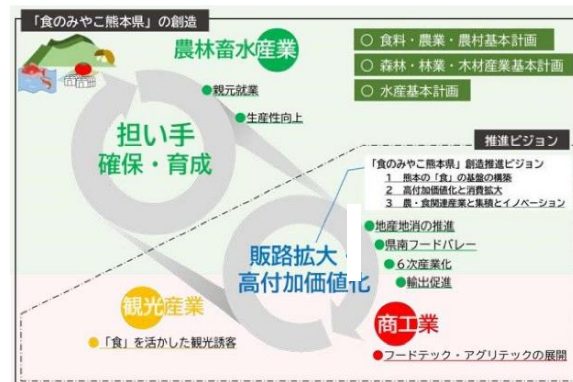 「食のみやこ熊本県」の創造
農林畜水産業
○ 食料・農業・農村基本計画
○ 森林・林業・木材産業基本計画
○ 水産基本計画
●親元就業
●生産性向上
担い手
確保・育成
推進ビジョン
「食のみやこ熊本県」創造推進ビジョン
1 熊本の「食」の基盤の構築
2 高付加価値化と消費拡大
3 農・食関連産業と集積とイノベーション
●地産地消の推進
●県南フードバレー
●6次産業化
●輸出促進
販路拡大・
高付加価値化
観光産業
●「食」を活かした観光誘客
商工業
●フードテック・アグリテックの展開